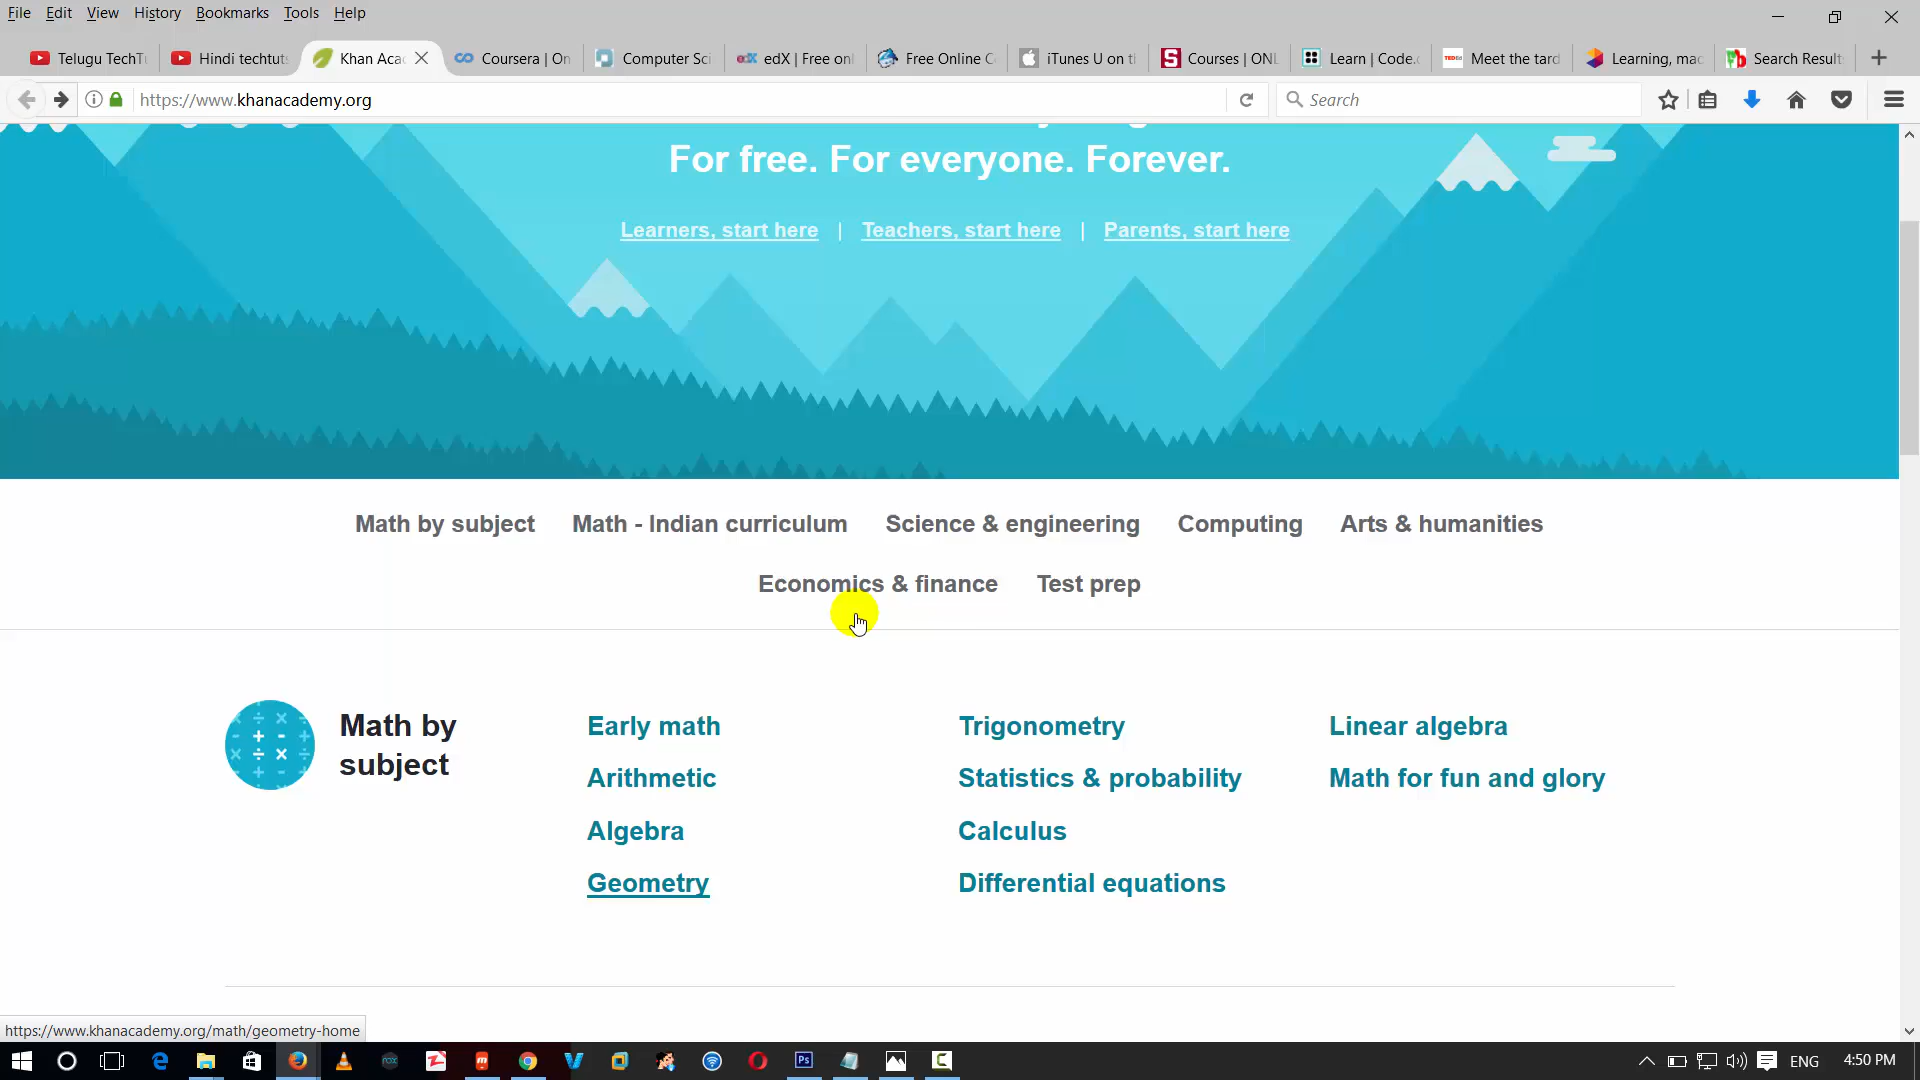 File Edit View History Bookmarks Tools Help
Telugu TechTu Hindi techtuts Khan Aca Coursera | On Computer Sci edX | Free onl Free Online C iTunes U on ti Courses | ONL Learn | Code. Meet the tard Learning, mac Search Result
https://www.khanacademy.org Search
For free. For everyone. Forever.
Learners, start here | Teachers, start here | Parents, start here
Math by subject Math - Indian curriculum Science & engineering Computing Arts & humanities
Economics & finance Test prep
Math by subject
Early math Trigonometry Linear algebra
Arithmetic Statistics & probability Math for fun and glory
Algebra Calculus
Geometry Differential equations
https://www.khanacademy.org/math/geometry-home
ENG 4:50 PM